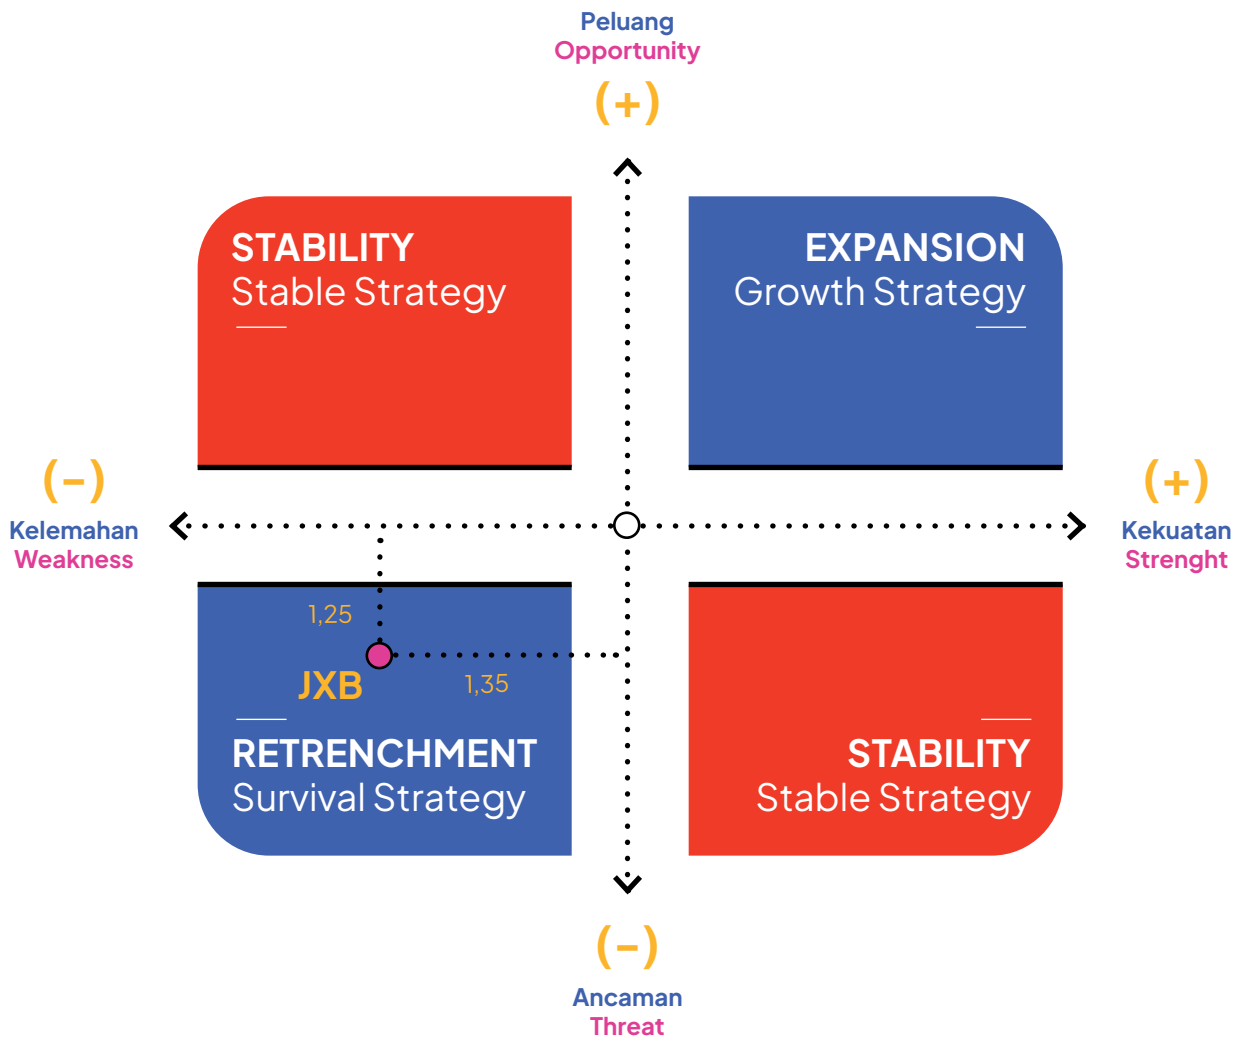 Peluang
Opportunity
(+)
STABILITY
Stable Strategy
EXPANSION
Growth Strategy
(-)
Kelemahan
Weakness
(+)
Kekuatan
Strenght
1,25
JXB
1,35
RETRENCHMENT
Survival Strategy
STABILITY
Stable Strategy
(-)
Ancaman
Threat